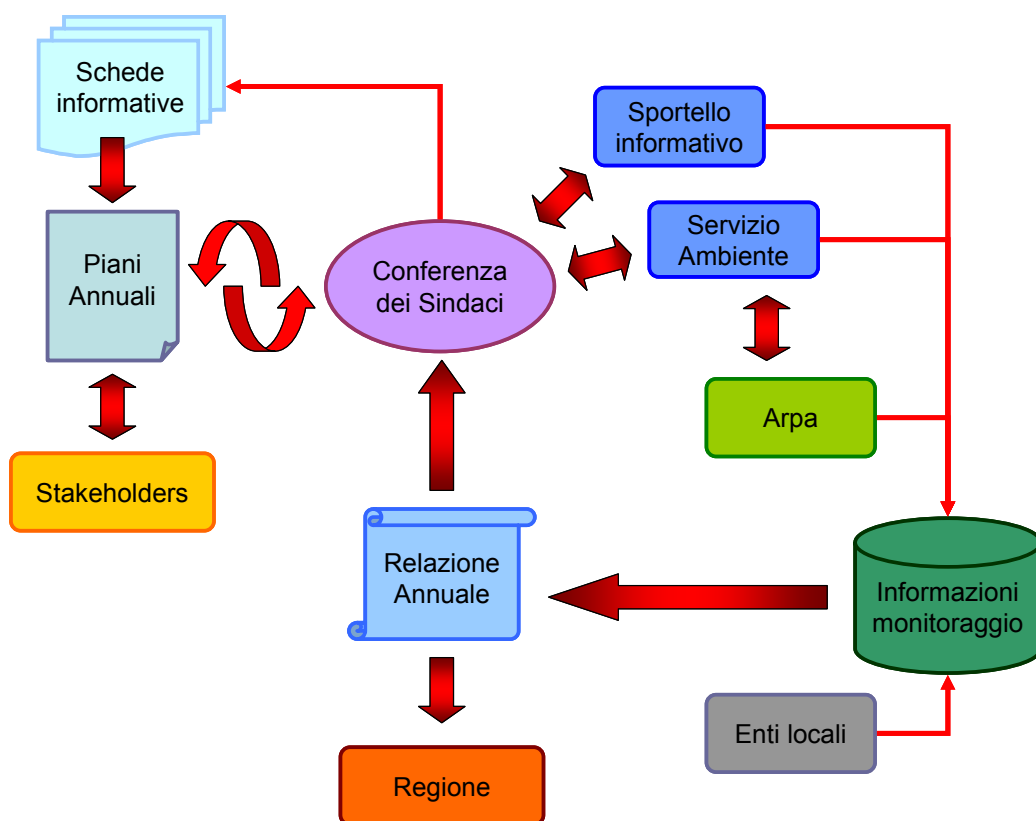 Schede
informative
Sportello
informativo
Piani
Annuali
Conferenza
dei Sindaci
Servizio
Ambiente
Arpa
Stakeholders
Relazione
Annuale
Informazioni
monitoraggio
Enti locali
Regione